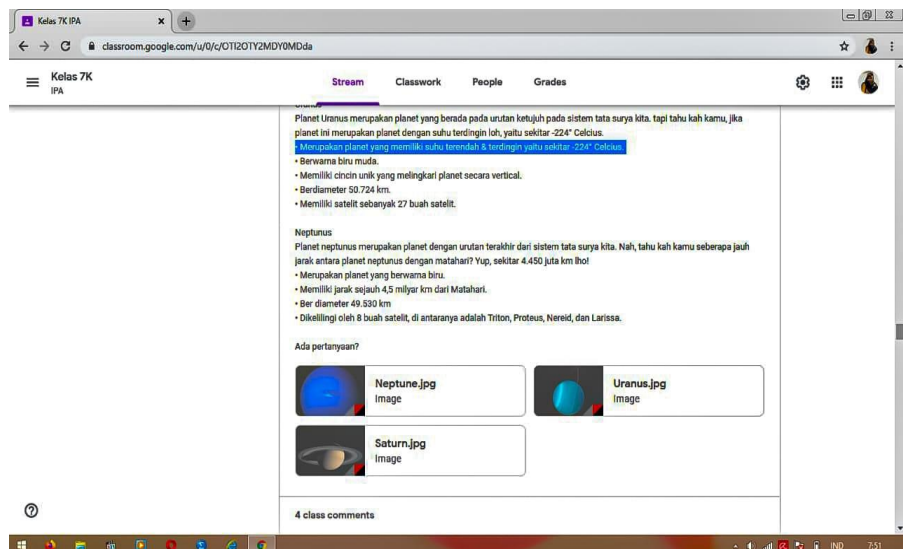 Kelas 7K IPA
classroom.google.com/u/0/c/OTI2OTY2MDY0MDda
Kelas 7K
IPA
Stream Classwork People Grades
Uranus
Planet Uranus merupakan planet yang berada pada urutan ketujuh pada sistem tata surya kita. tapi tahu kah kamu, jika
planet ini merupakan planet dengan suhu terdingin loh, yaitu sekitar -224° Celcius.
• Merupakan planet yang memiliki suhu terendah & terdingin yaitu sekitar -224° Celcius.
• Berwarna biru muda.
• Memiliki cincin unik yang melingkari planet secara vertical.
• Berdiameter 50.724 km.
• Memiliki satelit sebanyak 27 buah satelit.
Neptunus
Planet neptunus merupakan planet dengan urutan terakhir dari sistem tata surya kita. Nah, tahu kah kamu seberapa jauh
jarak antara planet neptunus dengan matahari? Yup, sekitar 4.450 juta km lho!
• Merupakan planet yang berwarna biru.
• Memiliki jarak sejauh 4,5 milyar km dari Matahari.
• Ber diameter 49.530 km
• Dikelilingi oleh 8 buah satelit, di antaranya adalah Triton, Proteus, Nereid, dan Larissa.
Ada pertanyaan?
Neptune.jpg
Image
Uranus.jpg
Image
Saturn.jpg
Image
4 class comments
IND 7:51